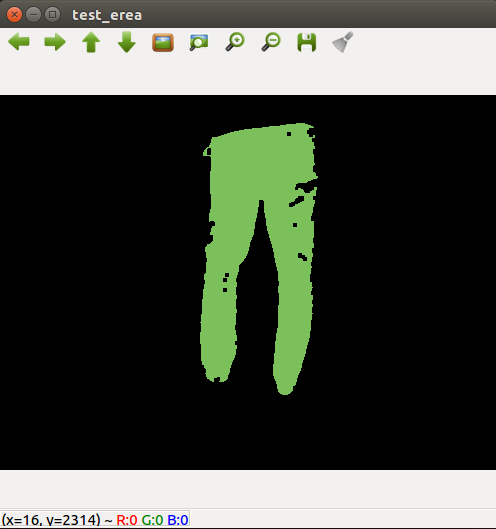 test_erea
(x=16, y=2314) ~ R:0 G:0 B:0